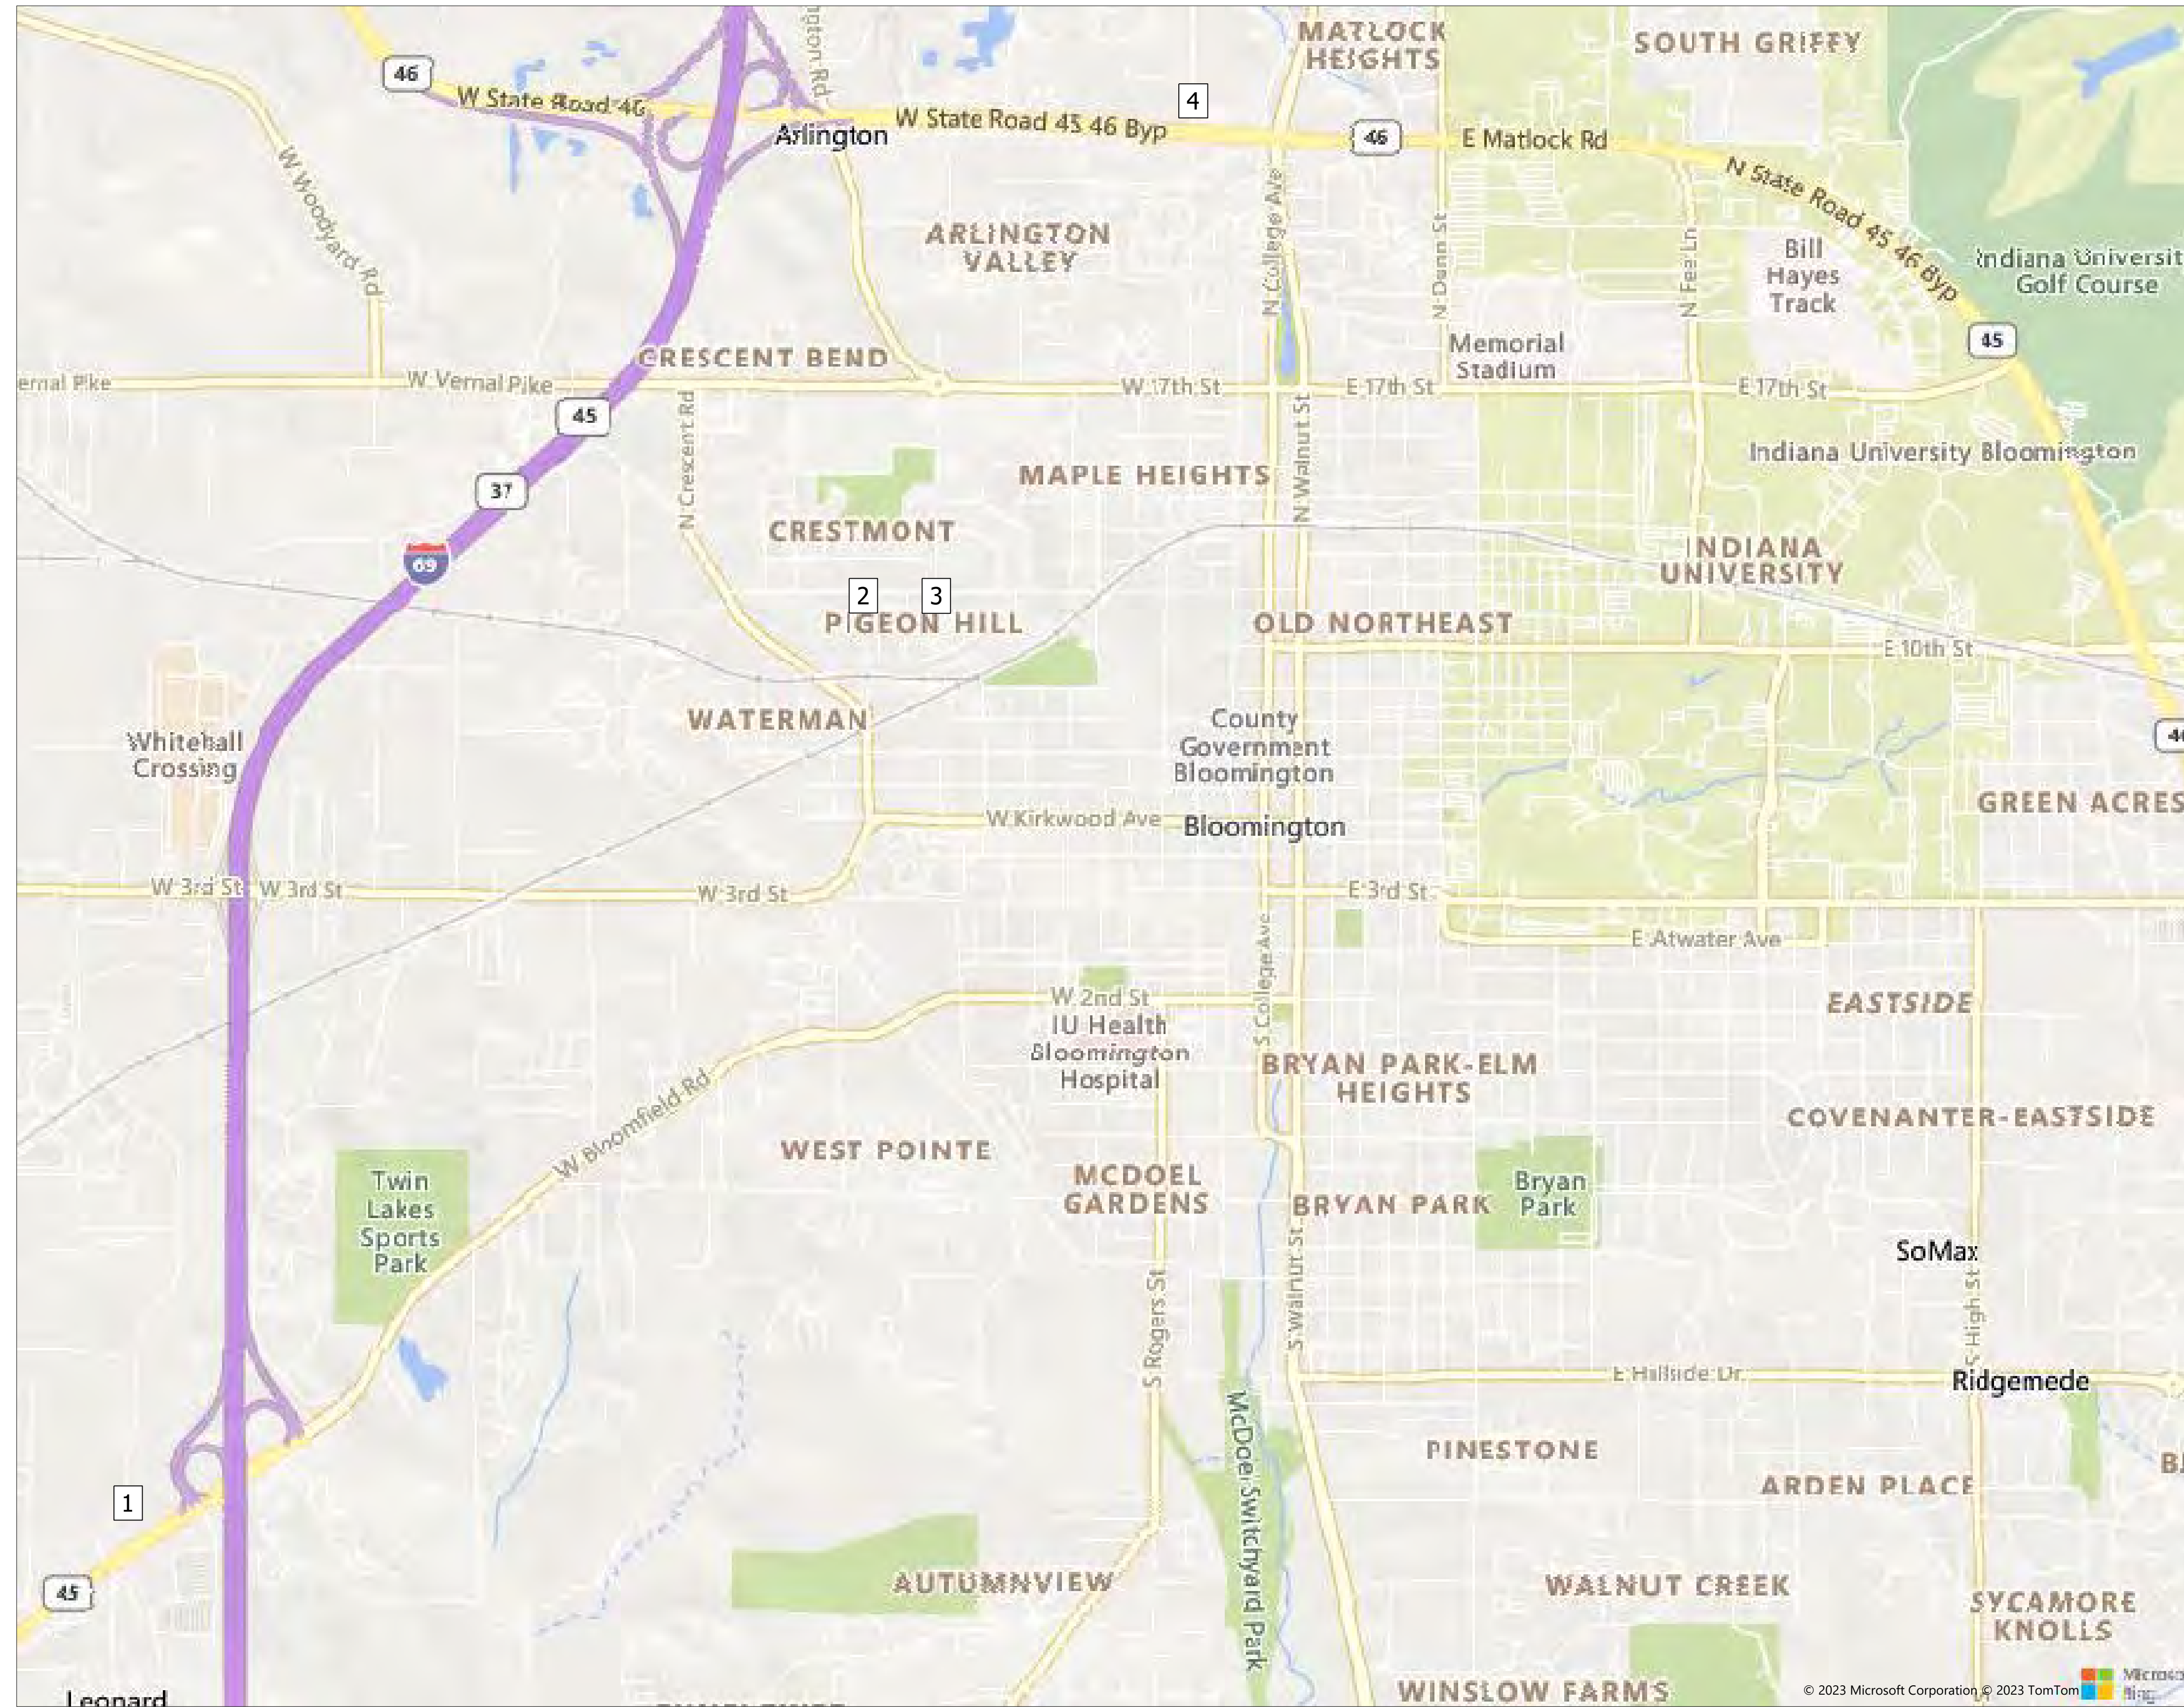 MATLOCK
HEIGHTS
SOUTH GRIFFY
46
W State Road 46
4
W State Road 45 46 Byp
Arlington
46
E Matlock Rd
N State Road 45 46 Byp
W Woodyard Rd
N College Ave
N Dunn St
N Fee Ln
ARLINGTON
VALLEY
Bill
Hayes
Track
Indiana Universit
Golf Course
45
Memorial
Stadium
CRESCENT BEND
ernal Pike
W Vernal Pike
W 17th St
E 17th St
E 17th St
45
N Crescent Rd
N Walnut St
Indiana University Bloomington
MAPLE HEIGHTS
37
CRESTMONT
69
INDIANA
UNIVERSITY
2
3
PIGEON HILL
OLD NORTHEAST
E 10th St
WATERMAN
County
Government
Bloomington
Whitehall
Crossing
GREEN ACRES
W Kirkwood Ave
Bloomington
W 3rd St
W 3rd St
W 3rd St
E 3rd St
E Atwater Ave
S College Ave
W 2nd St
IU Health
Bloomington
Hospital
EASTSIDE
BRYAN PARK-ELM
HEIGHTS
W Bloomfield Rd
COVENANTER-EASTSIDE
WEST POINTE
MCDOEL
GARDENS
Twin
Lakes
Sports
Park
BRYAN PARK
Bryan
Park
SoMax
S Rogers St
S Walnut St
S High St
E Hillside Dr
Ridgemede
McDoel Switchyard Park
PINESTONE
ARDEN PLACE
1
45
AUTUMNVIEW
WALNUT CREEK
SYCAMORE
KNOLLS
Leonard
WINSLOW FARMS
© 2023 Microsoft Corporation © 2023 TomTom